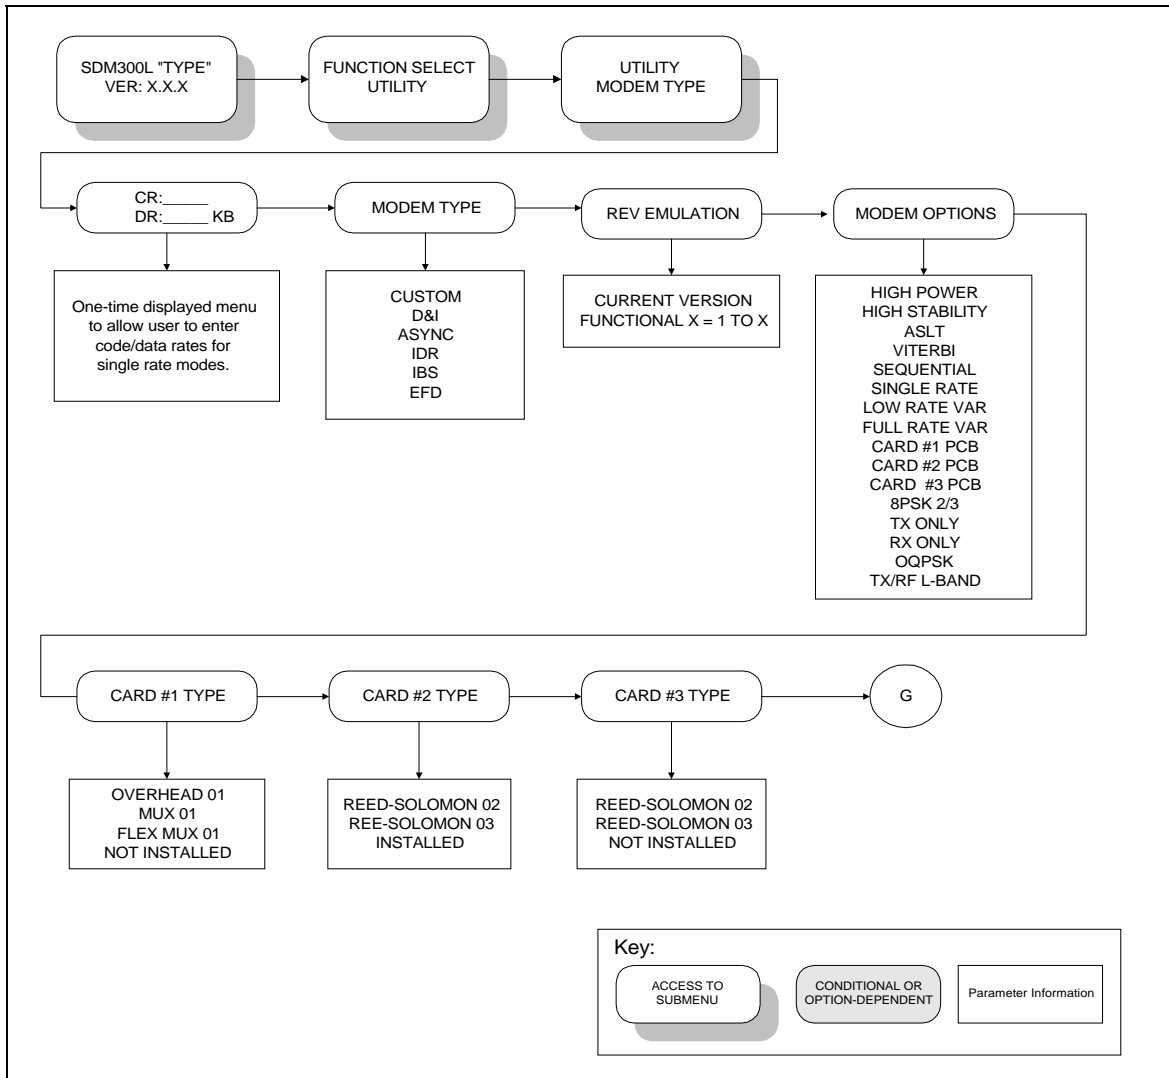 SDM300L "TYPE"
VER: X.X.X
FUNCTION SELECT
UTILITY
UTILITY
MODEM TYPE
CR:_____
DR:_____ KB
MODEM TYPE
REV EMULATION
MODEM OPTIONS
One-time displayed menu
to allow user to enter
code/data rates for
single rate modes.
CUSTOM
D&I
ASYNC
IDR
IBS
EFD
CURRENT VERSION
FUNCTIONAL X = 1 TO X
HIGH POWER
HIGH STABILITY
ASLT
VITERBI
SEQUENTIAL
SINGLE RATE
LOW RATE VAR
FULL RATE VAR
CARD #1 PCB
CARD #2 PCB
CARD #3 PCB
8PSK 2/3
TX ONLY
RX ONLY
OQPSK
TX/RF L-BAND
CARD #1 TYPE
CARD #2 TYPE
CARD #3 TYPE
G
OVERHEAD 01
MUX 01
FLEX MUX 01
NOT INSTALLED
REED-SOLOMON 02
REE-SOLOMON 03
INSTALLED
REED-SOLOMON 02
REED-SOLOMON 03
NOT INSTALLED
Key:
ACCESS TO
SUBMENU
CONDITIONAL OR
OPTION-DEPENDENT
Parameter Information